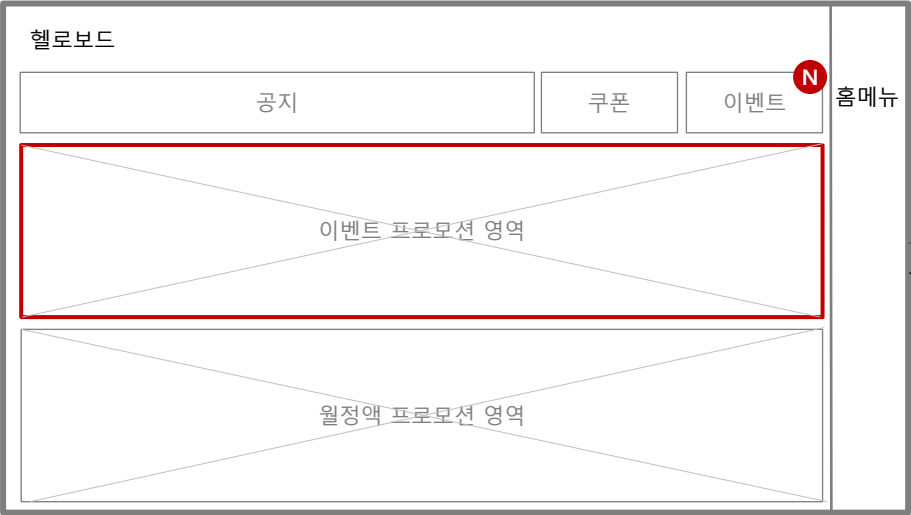 헬로보드
공지
쿠폰
이벤트
N
홈메뉴
이벤트 프로모션 영역
월정액 프로모션 영역